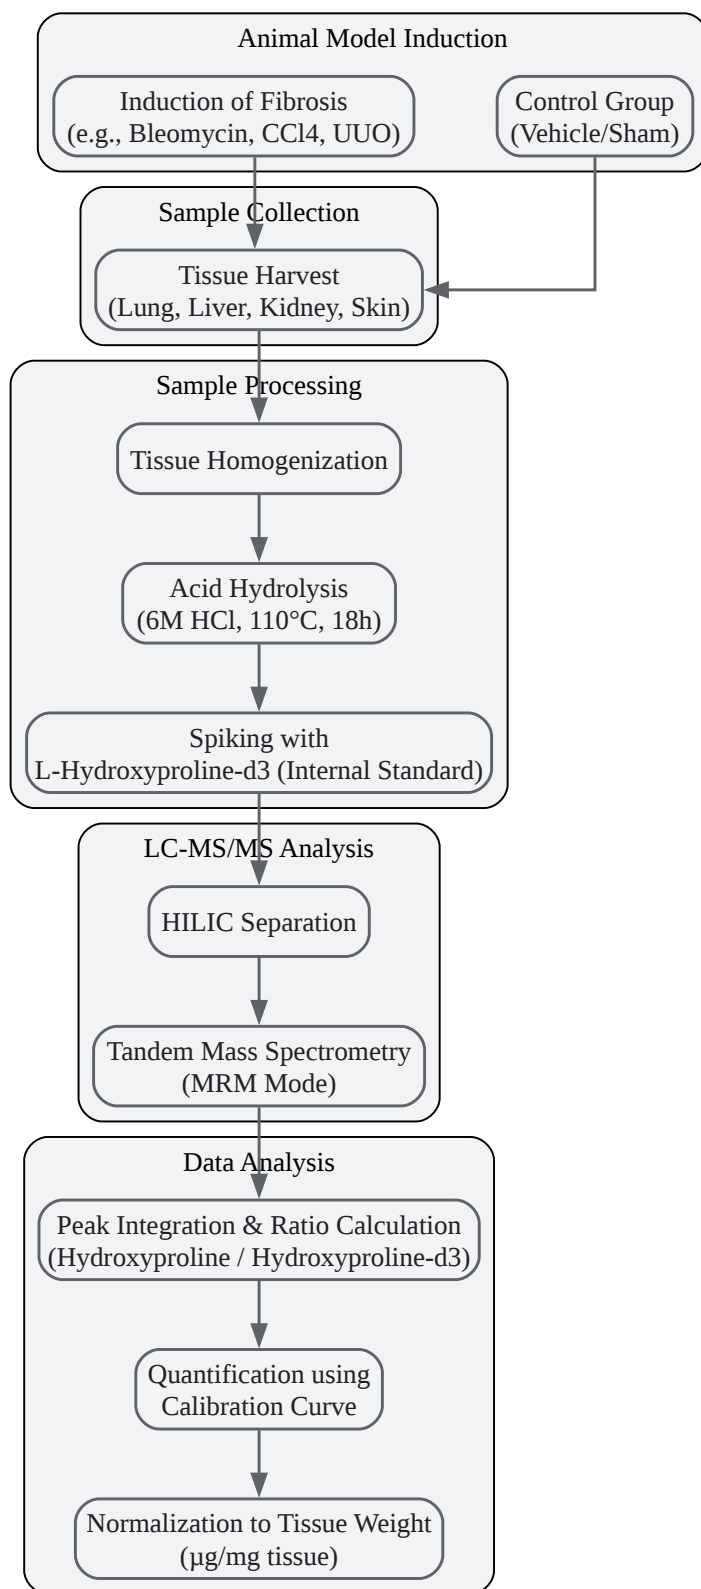 Animal Model Induction
Induction of Fibrosis
(e.g., Bleomycin, CCl4, UUO)
Control Group
(Vehicle/Sham)
Sample Collection
Tissue Harvest
(Lung, Liver, Kidney, Skin)
Sample Processing
Tissue Homogenization
Acid Hydrolysis
(6M HCl, 110°C, 18h)
Spiking with
L-Hydroxyproline-d3 (Internal Standard)
LC-MS/MS Analysis
HILIC Separation
Tandem Mass Spectrometry
(MRM Mode)
Data Analysis
Peak Integration & Ratio Calculation
(Hydroxyproline / Hydroxyproline-d3)
Quantification using
Calibration Curve
Normalization to Tissue Weight
(µg/mg tissue)